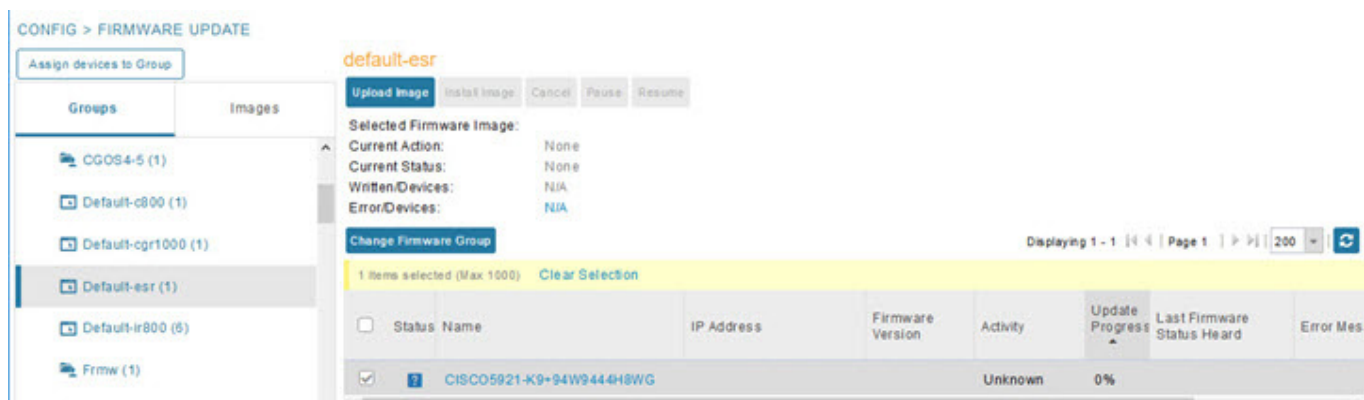 CONFIG > FIRMWARE UPDATE
Assign devices to Group
Groups
Images
CGOS4-5 (1)
Default-c800 (1)
Default-cgr1000 (1)
Default-esr (1)
Default-ir800 (6)
Frmw (1)
default-esr
Upload Image
Install Image
Cancel
Pause
Resume
Selected Firmware Image:
Current Action: None
Current Status: None
Written/Devices: N/A
Error/Devices: N/A
Change Firmware Group
Displaying 1 - 1 | Page 1 | 200
1 Items selected (Max 1000) Clear Selection
Status Name IP Address Firmware Version Activity Update Progress Last Firmware Status Heard Error Mes
? CISCO5921-K9+94W9444H8WG Unknown 0%